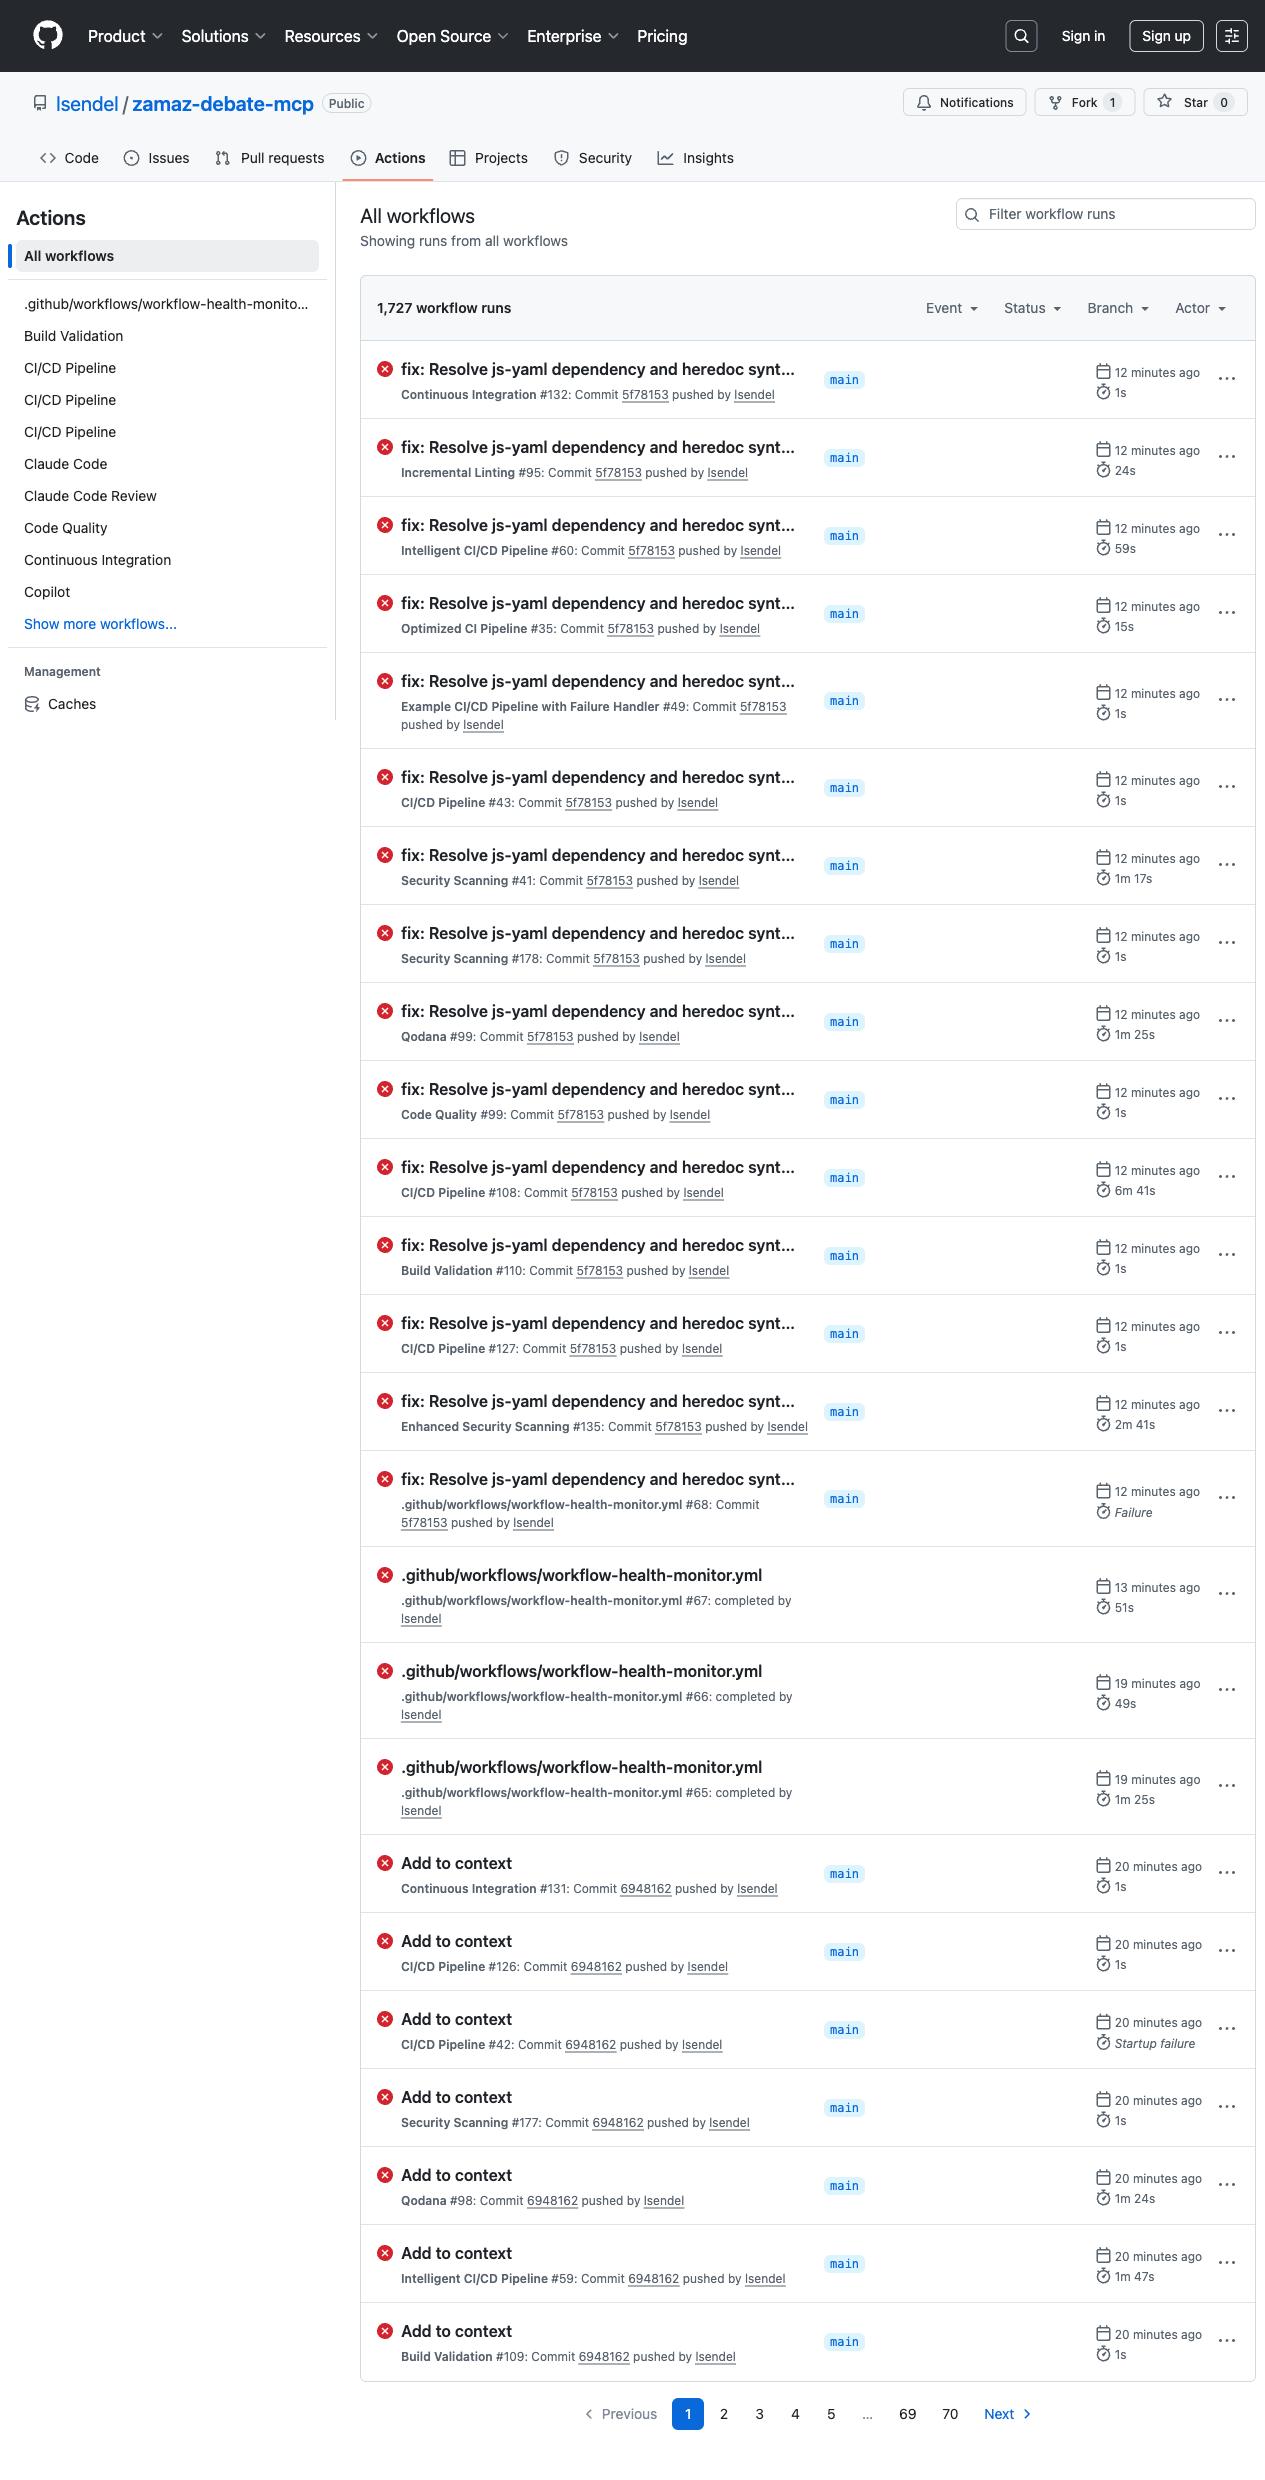 Product Solutions Resources Open Source Enterprise Pricing Sign in Sign up
lsendel / zamaz-debate-mcp Public Notifications Fork 1 Star 0
Code Issues Pull requests Actions Projects Security Insights
Actions
All workflows
.github/workflows/workflow-health-monito...
Build Validation
CI/CD Pipeline
CI/CD Pipeline
CI/CD Pipeline
Claude Code
Claude Code Review
Code Quality
Continuous Integration
Copilot
Show more workflows...
Management
Caches
All workflows
Showing runs from all workflows
Filter workflow runs
1,727 workflow runs Event Status Branch Actor
fix: Resolve js-yaml dependency and heredoc synt...
Continuous Integration #132: Commit 5f78153 pushed by lsendel
main
12 minutes ago
1s
fix: Resolve js-yaml dependency and heredoc synt...
Incremental Linting #95: Commit 5f78153 pushed by lsendel
main
12 minutes ago
24s
fix: Resolve js-yaml dependency and heredoc synt...
Intelligent CI/CD Pipeline #60: Commit 5f78153 pushed by lsendel
main
12 minutes ago
59s
fix: Resolve js-yaml dependency and heredoc synt...
Optimized CI Pipeline #35: Commit 5f78153 pushed by lsendel
main
12 minutes ago
15s
fix: Resolve js-yaml dependency and heredoc synt...
Example CI/CD Pipeline with Failure Handler #49: Commit 5f78153
pushed by lsendel
main
12 minutes ago
1s
fix: Resolve js-yaml dependency and heredoc synt...
CI/CD Pipeline #43: Commit 5f78153 pushed by lsendel
main
12 minutes ago
1s
fix: Resolve js-yaml dependency and heredoc synt...
Security Scanning #41: Commit 5f78153 pushed by lsendel
main
12 minutes ago
1m 17s
fix: Resolve js-yaml dependency and heredoc synt...
Security Scanning #178: Commit 5f78153 pushed by lsendel
main
12 minutes ago
1s
fix: Resolve js-yaml dependency and heredoc synt...
Qodana #99: Commit 5f78153 pushed by lsendel
main
12 minutes ago
1m 25s
fix: Resolve js-yaml dependency and heredoc synt...
Code Quality #99: Commit 5f78153 pushed by lsendel
main
12 minutes ago
1s
fix: Resolve js-yaml dependency and heredoc synt...
CI/CD Pipeline #108: Commit 5f78153 pushed by lsendel
main
12 minutes ago
6m 41s
fix: Resolve js-yaml dependency and heredoc synt...
Build Validation #110: Commit 5f78153 pushed by lsendel
main
12 minutes ago
1s
fix: Resolve js-yaml dependency and heredoc synt...
CI/CD Pipeline #127: Commit 5f78153 pushed by lsendel
main
12 minutes ago
1s
fix: Resolve js-yaml dependency and heredoc synt...
Enhanced Security Scanning #135: Commit 5f78153 pushed by lsendel
main
12 minutes ago
2m 41s
fix: Resolve js-yaml dependency and heredoc synt...
.github/workflows/workflow-health-monitor.yml #68: Commit
5f78153 pushed by lsendel
main
12 minutes ago
Failure
.github/workflows/workflow-health-monitor.yml
.github/workflows/workflow-health-monitor.yml #67: completed by
lsendel
13 minutes ago
51s
.github/workflows/workflow-health-monitor.yml
.github/workflows/workflow-health-monitor.yml #66: completed by
lsendel
19 minutes ago
49s
.github/workflows/workflow-health-monitor.yml
.github/workflows/workflow-health-monitor.yml #65: completed by
lsendel
19 minutes ago
1m 25s
Add to context
Continuous Integration #131: Commit 6948162 pushed by lsendel
main
20 minutes ago
1s
Add to context
CI/CD Pipeline #126: Commit 6948162 pushed by lsendel
main
20 minutes ago
1s
Add to context
CI/CD Pipeline #42: Commit 6948162 pushed by lsendel
main
20 minutes ago
Startup failure
Add to context
Security Scanning #177: Commit 6948162 pushed by lsendel
main
20 minutes ago
1s
Add to context
Qodana #98: Commit 6948162 pushed by lsendel
main
20 minutes ago
1m 24s
Add to context
Intelligent CI/CD Pipeline #59: Commit 6948162 pushed by lsendel
main
20 minutes ago
1m 47s
Add to context
Build Validation #109: Commit 6948162 pushed by lsendel
main
20 minutes ago
1s
Previous 1 2 3 4 5 ... 69 70 Next